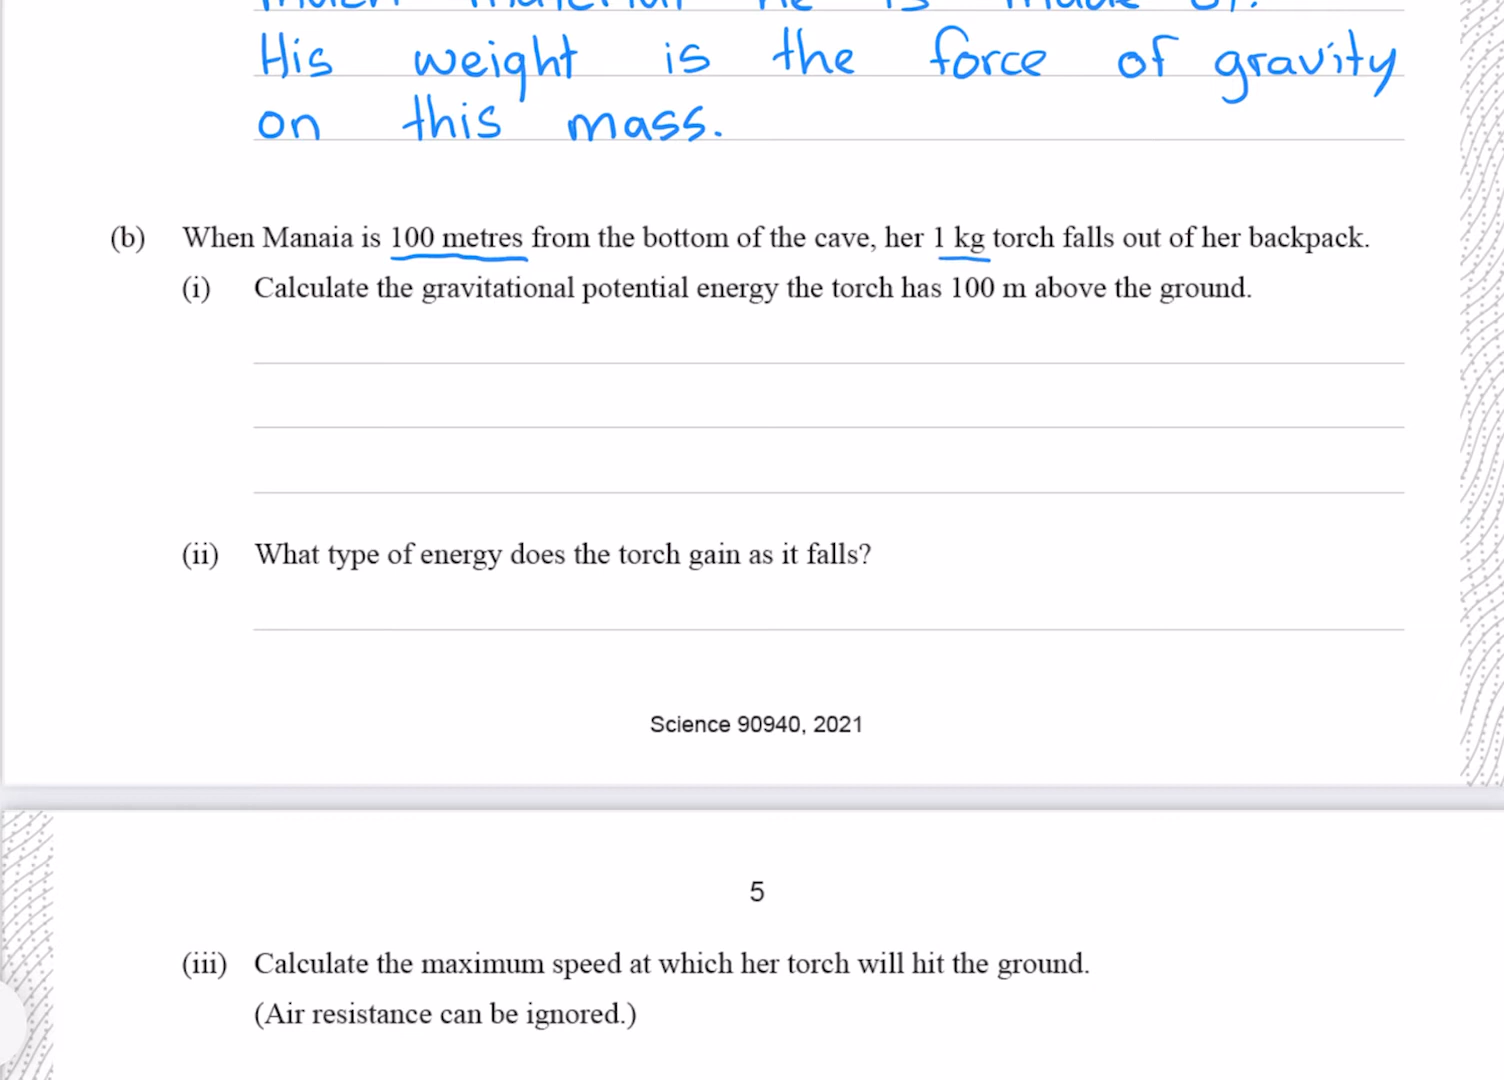 His weight is the force of gravity
on this mass.
(b) When Manaia is 100 metres from the bottom of the cave, her 1 kg torch falls out of her backpack.
(i) Calculate the gravitational potential energy the torch has 100 m above the ground.
(ii) What type of energy does the torch gain as it falls?
Science 90940, 2021
5
(iii) Calculate the maximum speed at which her torch will hit the ground.
(Air resistance can be ignored.)